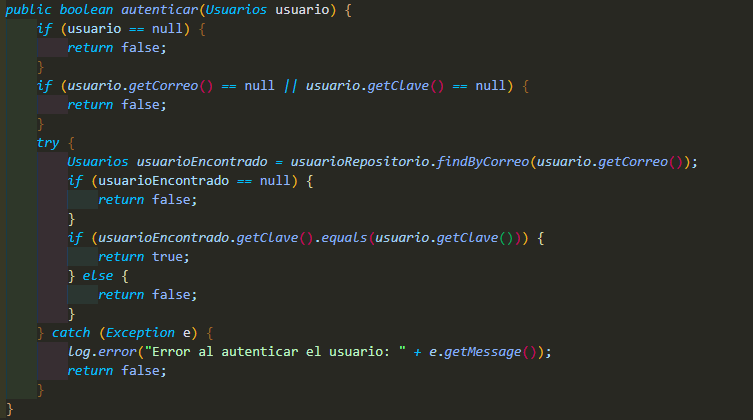 public boolean autenticar(Usuarios usuario) {
if (usuario == null) {
return false;
}
if (usuario.getCorreo() == null || usuario.getClave() == null) {
return false;
}
try {
Usuarios usuarioEncontrado = usuarioRepositorio.findByCorreo(usuario.getCorreo());
if (usuarioEncontrado == null) {
return false;
}
if (usuarioEncontrado.getClave().equals(usuario.getClave())) {
return true;
} else {
return false;
}
} catch (Exception e) {
log.error("Error al autenticar el usuario: " + e.getMessage());
return false;
}
}